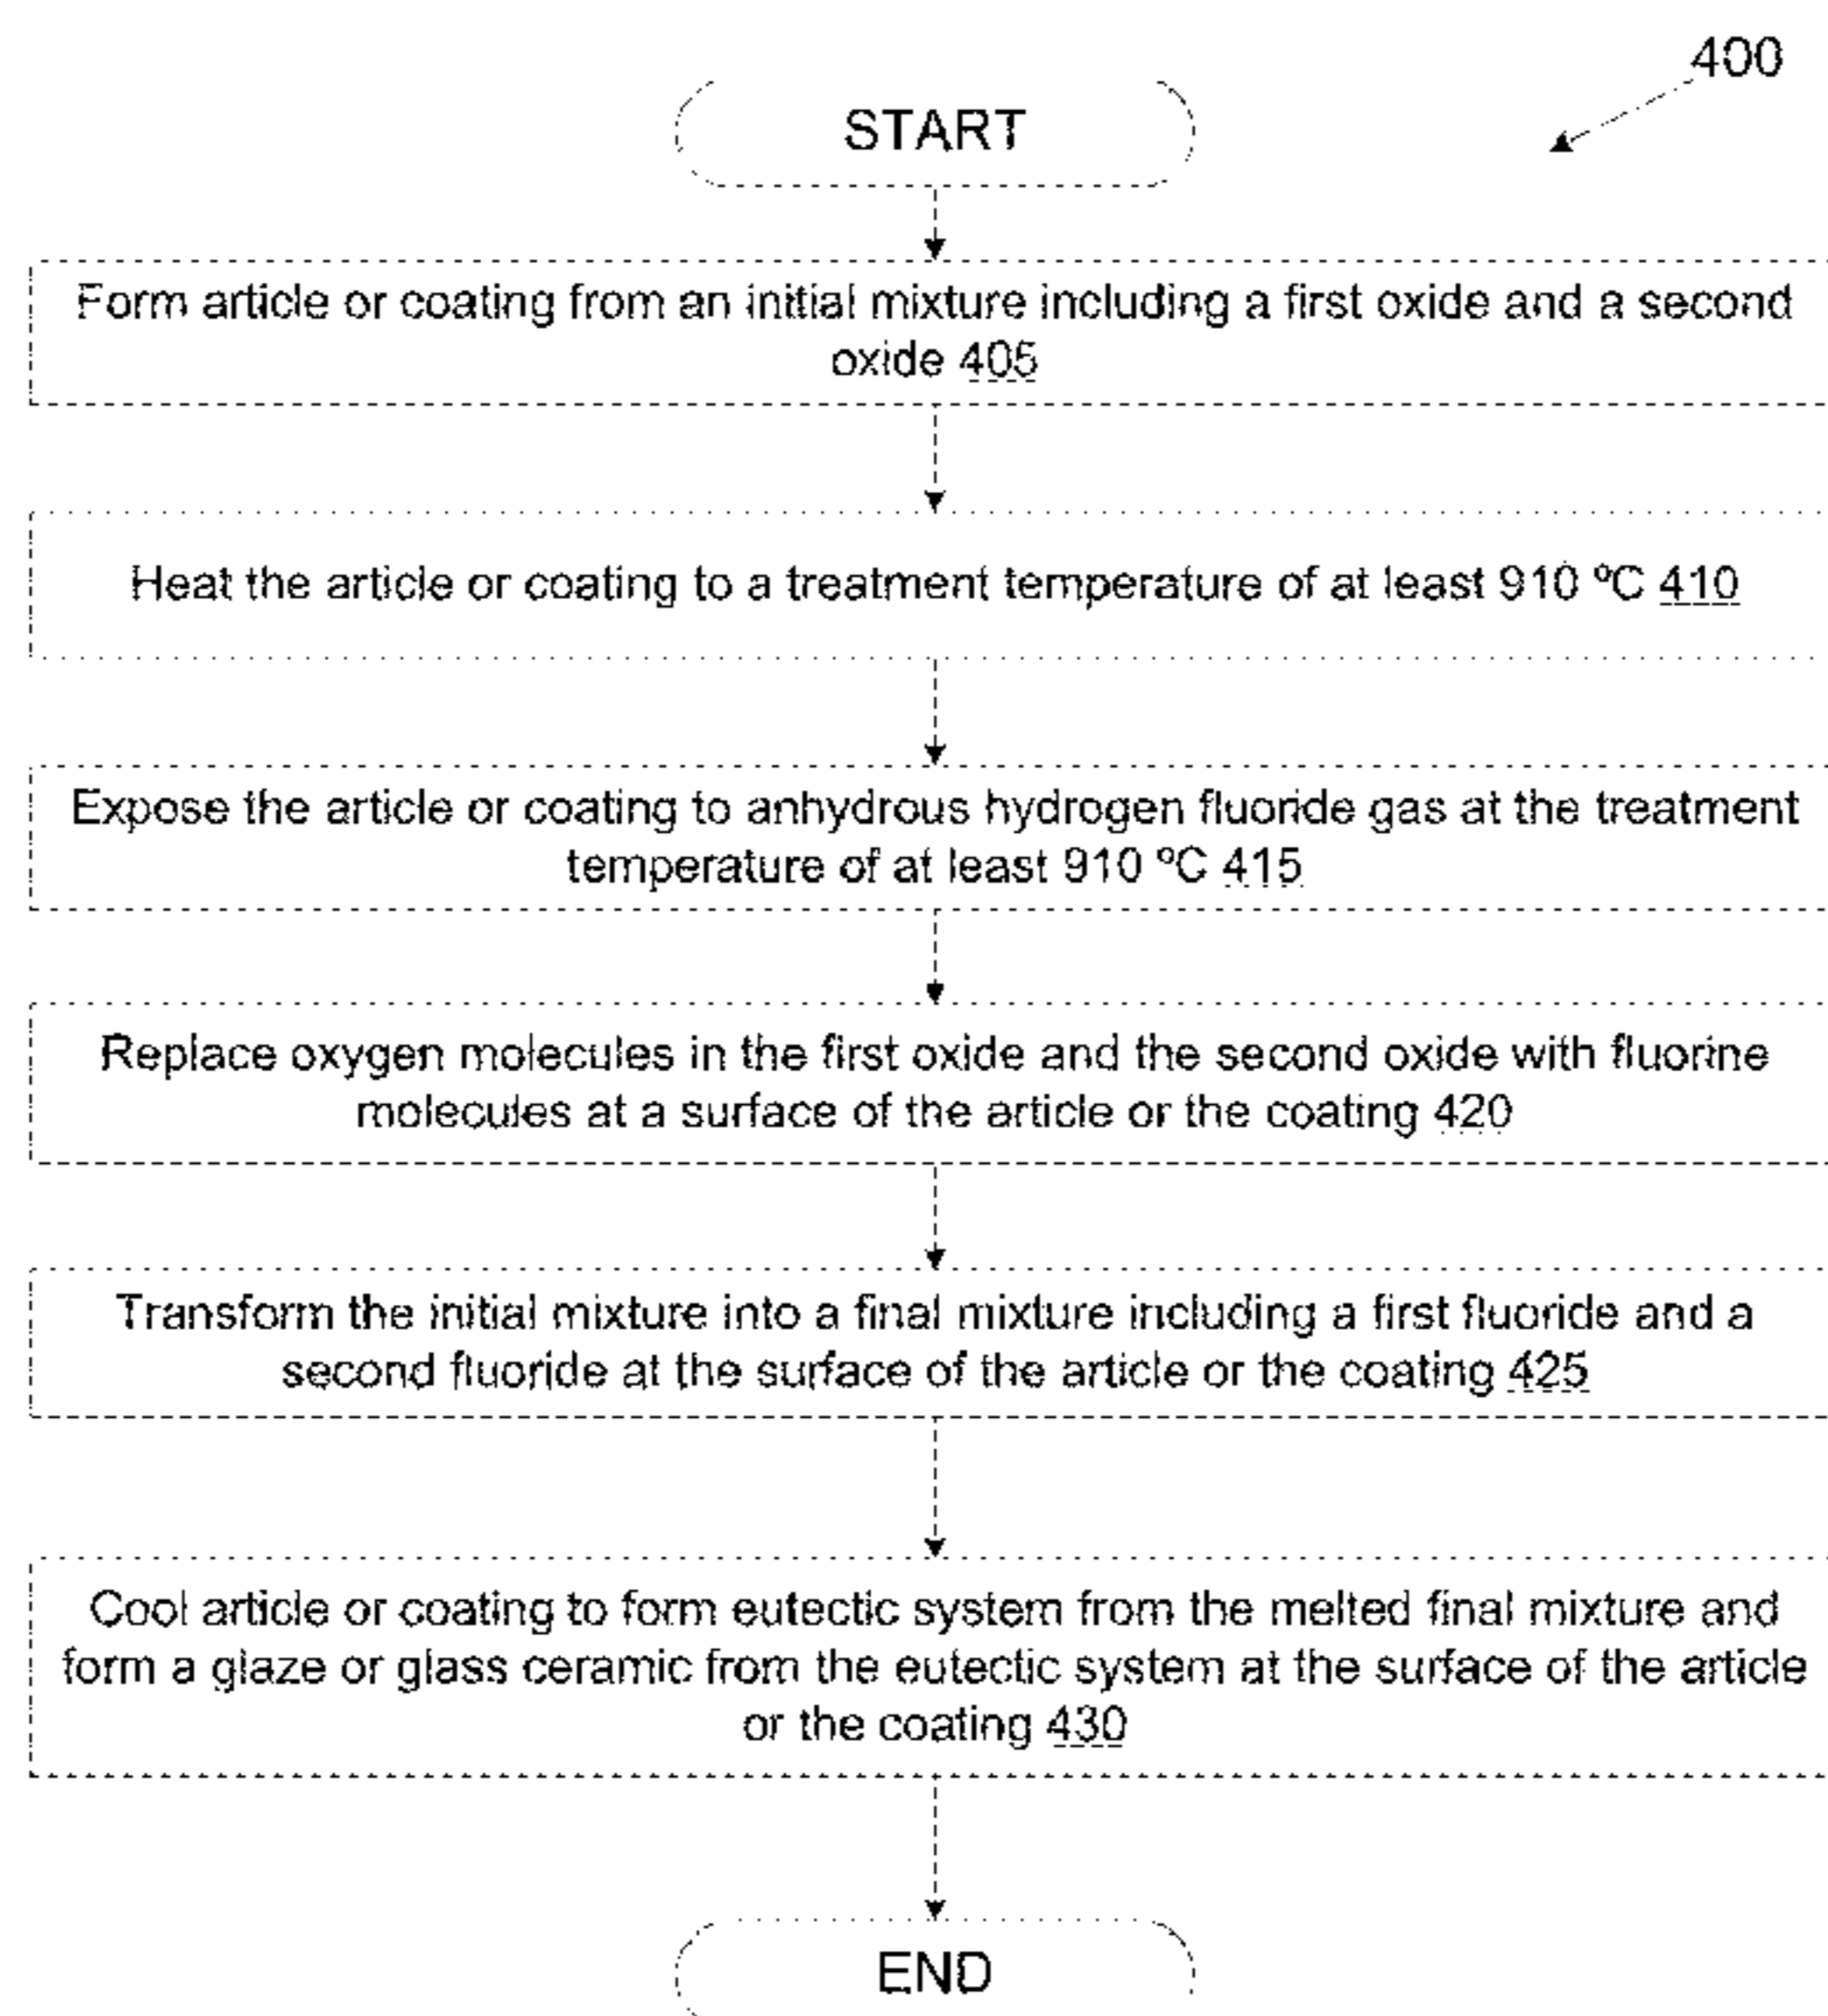 400
START
Form article or coating from an initial mixture including a first oxide and a second
oxide 405
Heat the article or coating to a treatment temperature of at least 910 ºC 410
Expose the article or coating to anhydrous hydrogen fluoride gas at the treatment
temperature of at least 910 ºC 415
Replace oxygen molecules in the first oxide and the second oxide with fluorine
molecules at a surface of the article or the coating 420
Transform the initial mixture into a final mixture including a first fluoride and a
second fluoride at the surface of the article or the coating 425
Cool article or coating to form eutectic system from the melted final mixture and
form a glaze or glass ceramic from the eutectic system at the surface of the article
or the coating 430
END